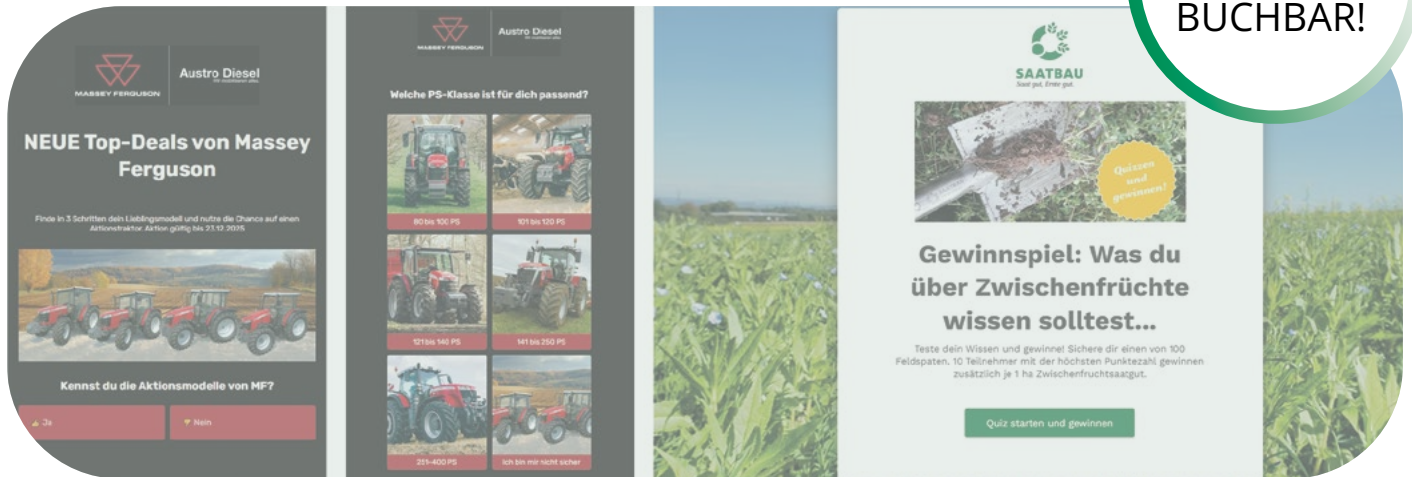 BUCHBAR!
MASSEY FERGUSON
Austro Diesel
NEUE Top-Deals von Massey
Ferguson
Finde in 3 Schritten dein Lieblingsmodell und nutze die Chance auf einen
Aktionstraktor. Aktion gültig bis 23.12.2025
Kennst du die Aktionsmodelle von MF?
Ja
Nein
MASSEY FERGUSON
Austro Diesel
Welche PS-Klasse ist für dich passend?
80 bis 100 PS
101 bis 120 PS
121 bis 140 PS
141 bis 250 PS
251-400 PS
Ich bin mir nicht sicher
SAATBAU
Saat gut, Ernte gut.
Quizzen
und
gewinnen!
Gewinnspiel: Was du
über Zwischenfrüchte
wissen solltest...
Teste dein Wissen und gewinne! Sichere dir einen von 100
Feldspaten. 10 Teilnehmer mit der höchsten Punktezahl gewinnen
zusätzlich je 1 ha Zwischenfruchtsaatgut.
Quiz starten und gewinnen